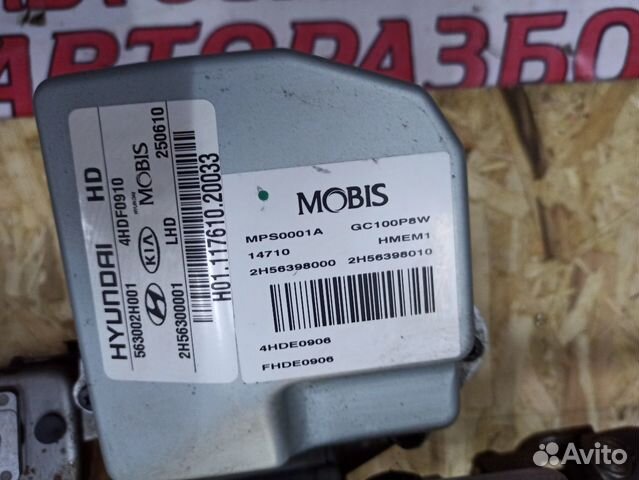 АВТОРАЗБО
HYUNDAI HD
563002H001 4HDF0910
HYUNDAI
KIA MOBIS 250610
2H56300001 LHD
H01.117610.20033
MOBIS
MPS0001A GC100P8W
14710 HMEM1
2H56398000 2H56398010
4HDE0906
FHDE0906
Avito